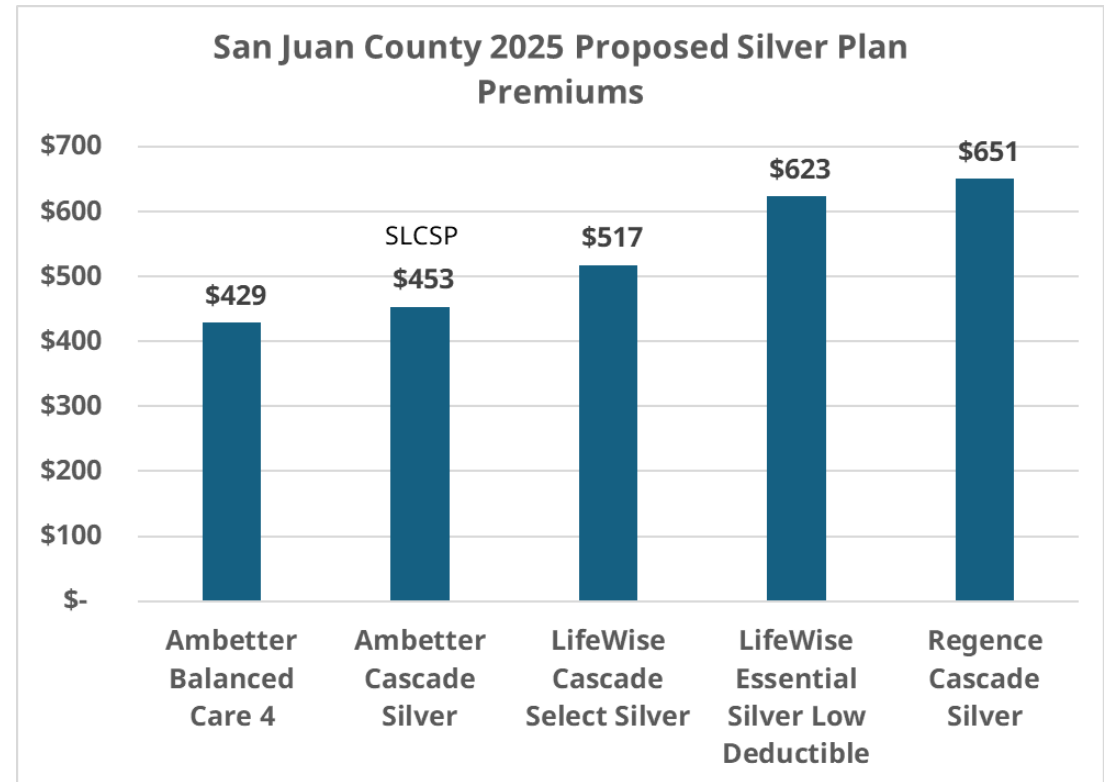 San Juan County 2025 Proposed Silver Plan
Premiums
$700
$600
$500
$400
$300
$200
$100
$-
$429
SLCSP
$453
$517
$623
$651
Ambetter
Balanced
Care 4
Ambetter
Cascade
Silver
LifeWise
Cascade
Select Silver
LifeWise
Essential
Silver Low
Deductible
Regence
Cascade
Silver